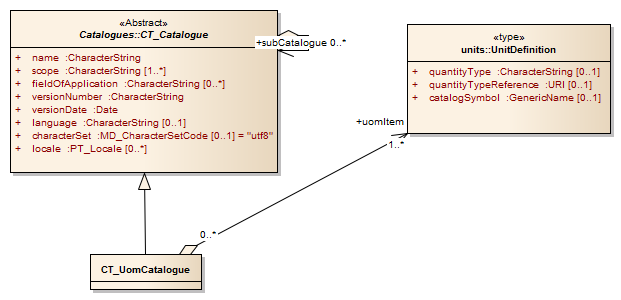 «Abstract»
Catalogues::CT_Catalogue
+ name :CharacterString
+ scope :CharacterString [1..*]
+ fieldOfApplication :CharacterString [0..*]
+ versionNumber :CharacterString
+ versionDate :Date
+ language :CharacterString [0..1]
+ characterSet :MD_CharacterSetCode [0..1] = "utf8"
+ locale :PT_Locale [0..*]
+subCatalogue 0..*
«type»
units::UnitDefinition
+ quantityType :CharacterString [0..1]
+ quantityTypeReference :URI [0..1]
+ catalogSymbol :GenericName [0..1]
+uomItem
1..*
0..*
CT_UomCatalogue